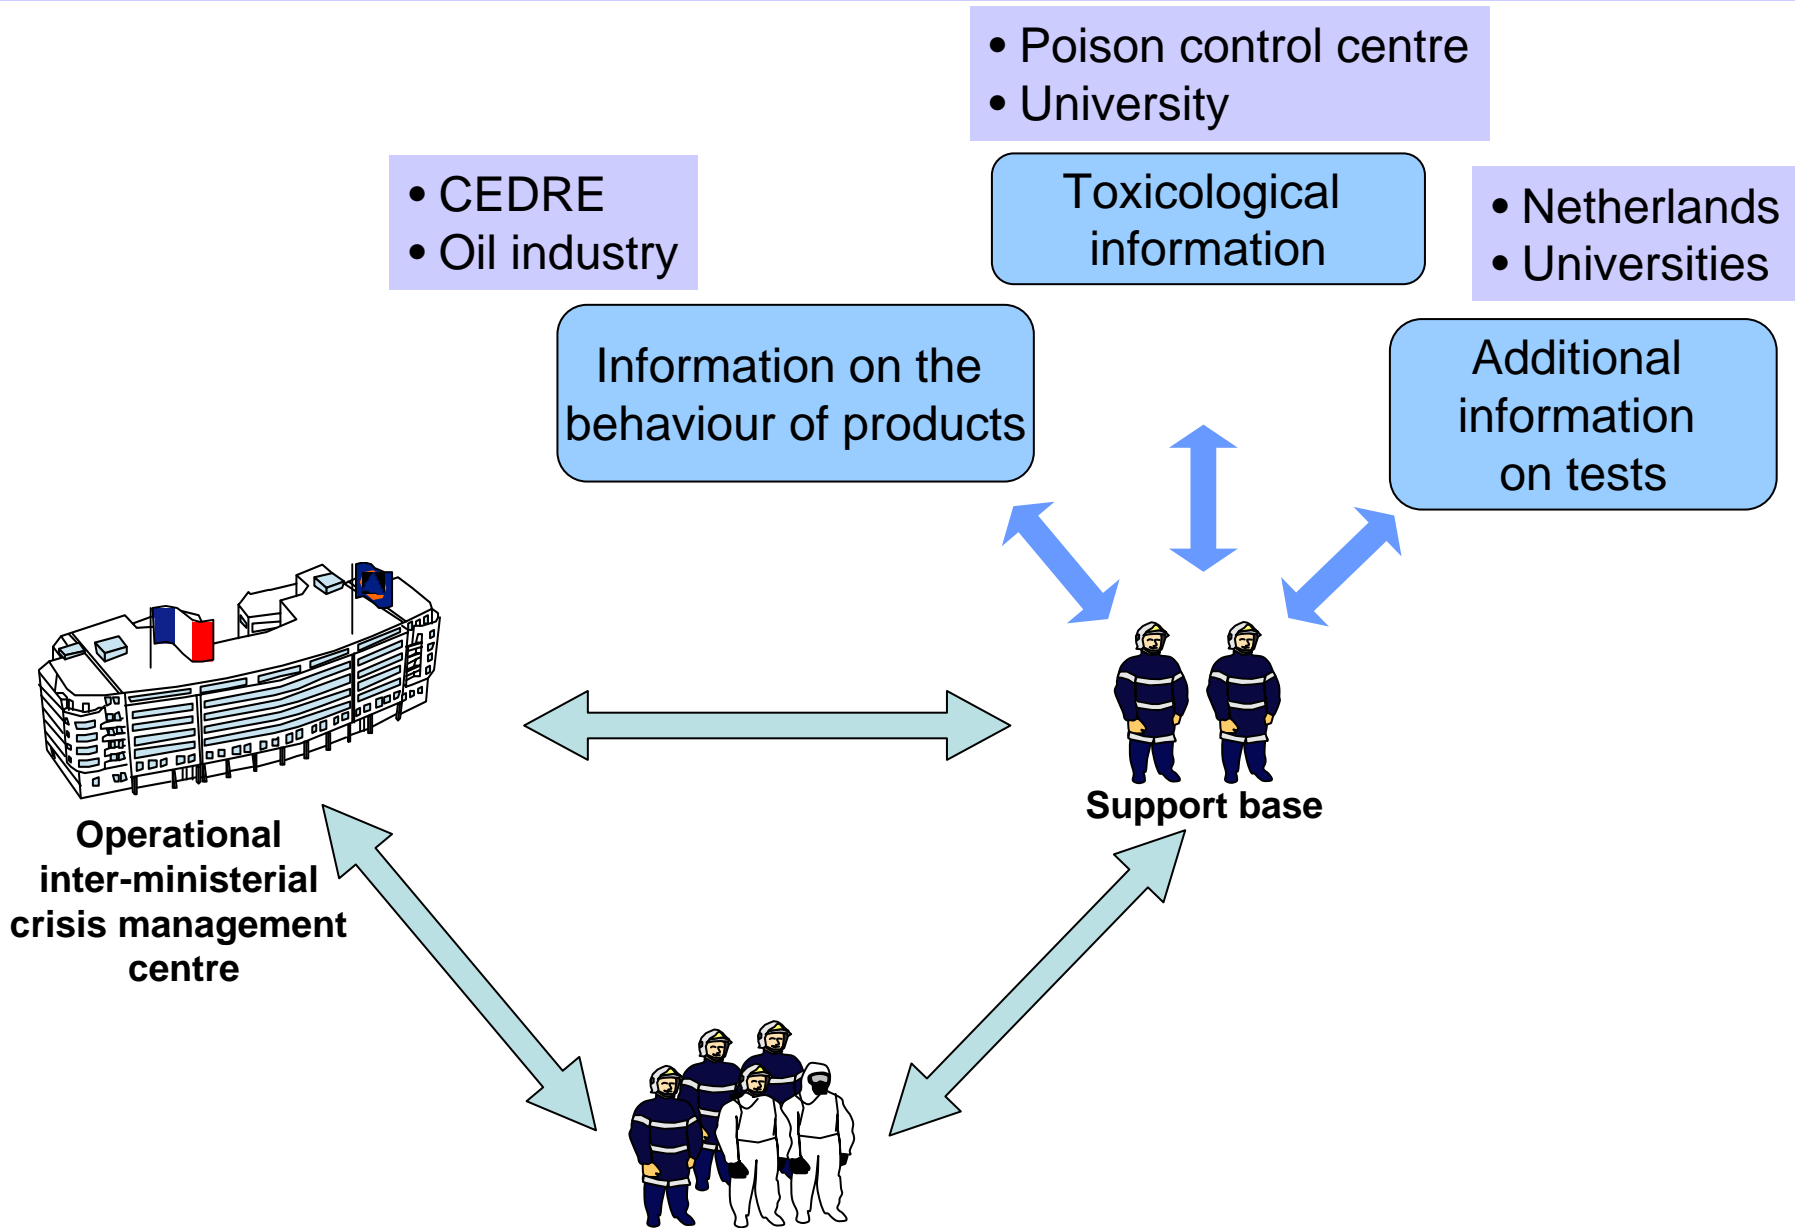 • Poison control centre
• University
• CEDRE
• Oil industry
Toxicological
information
• Netherlands
• Universities
Information on the
behaviour of products
Additional
information
on tests
Support base
Operational
inter-ministerial
crisis management
centre